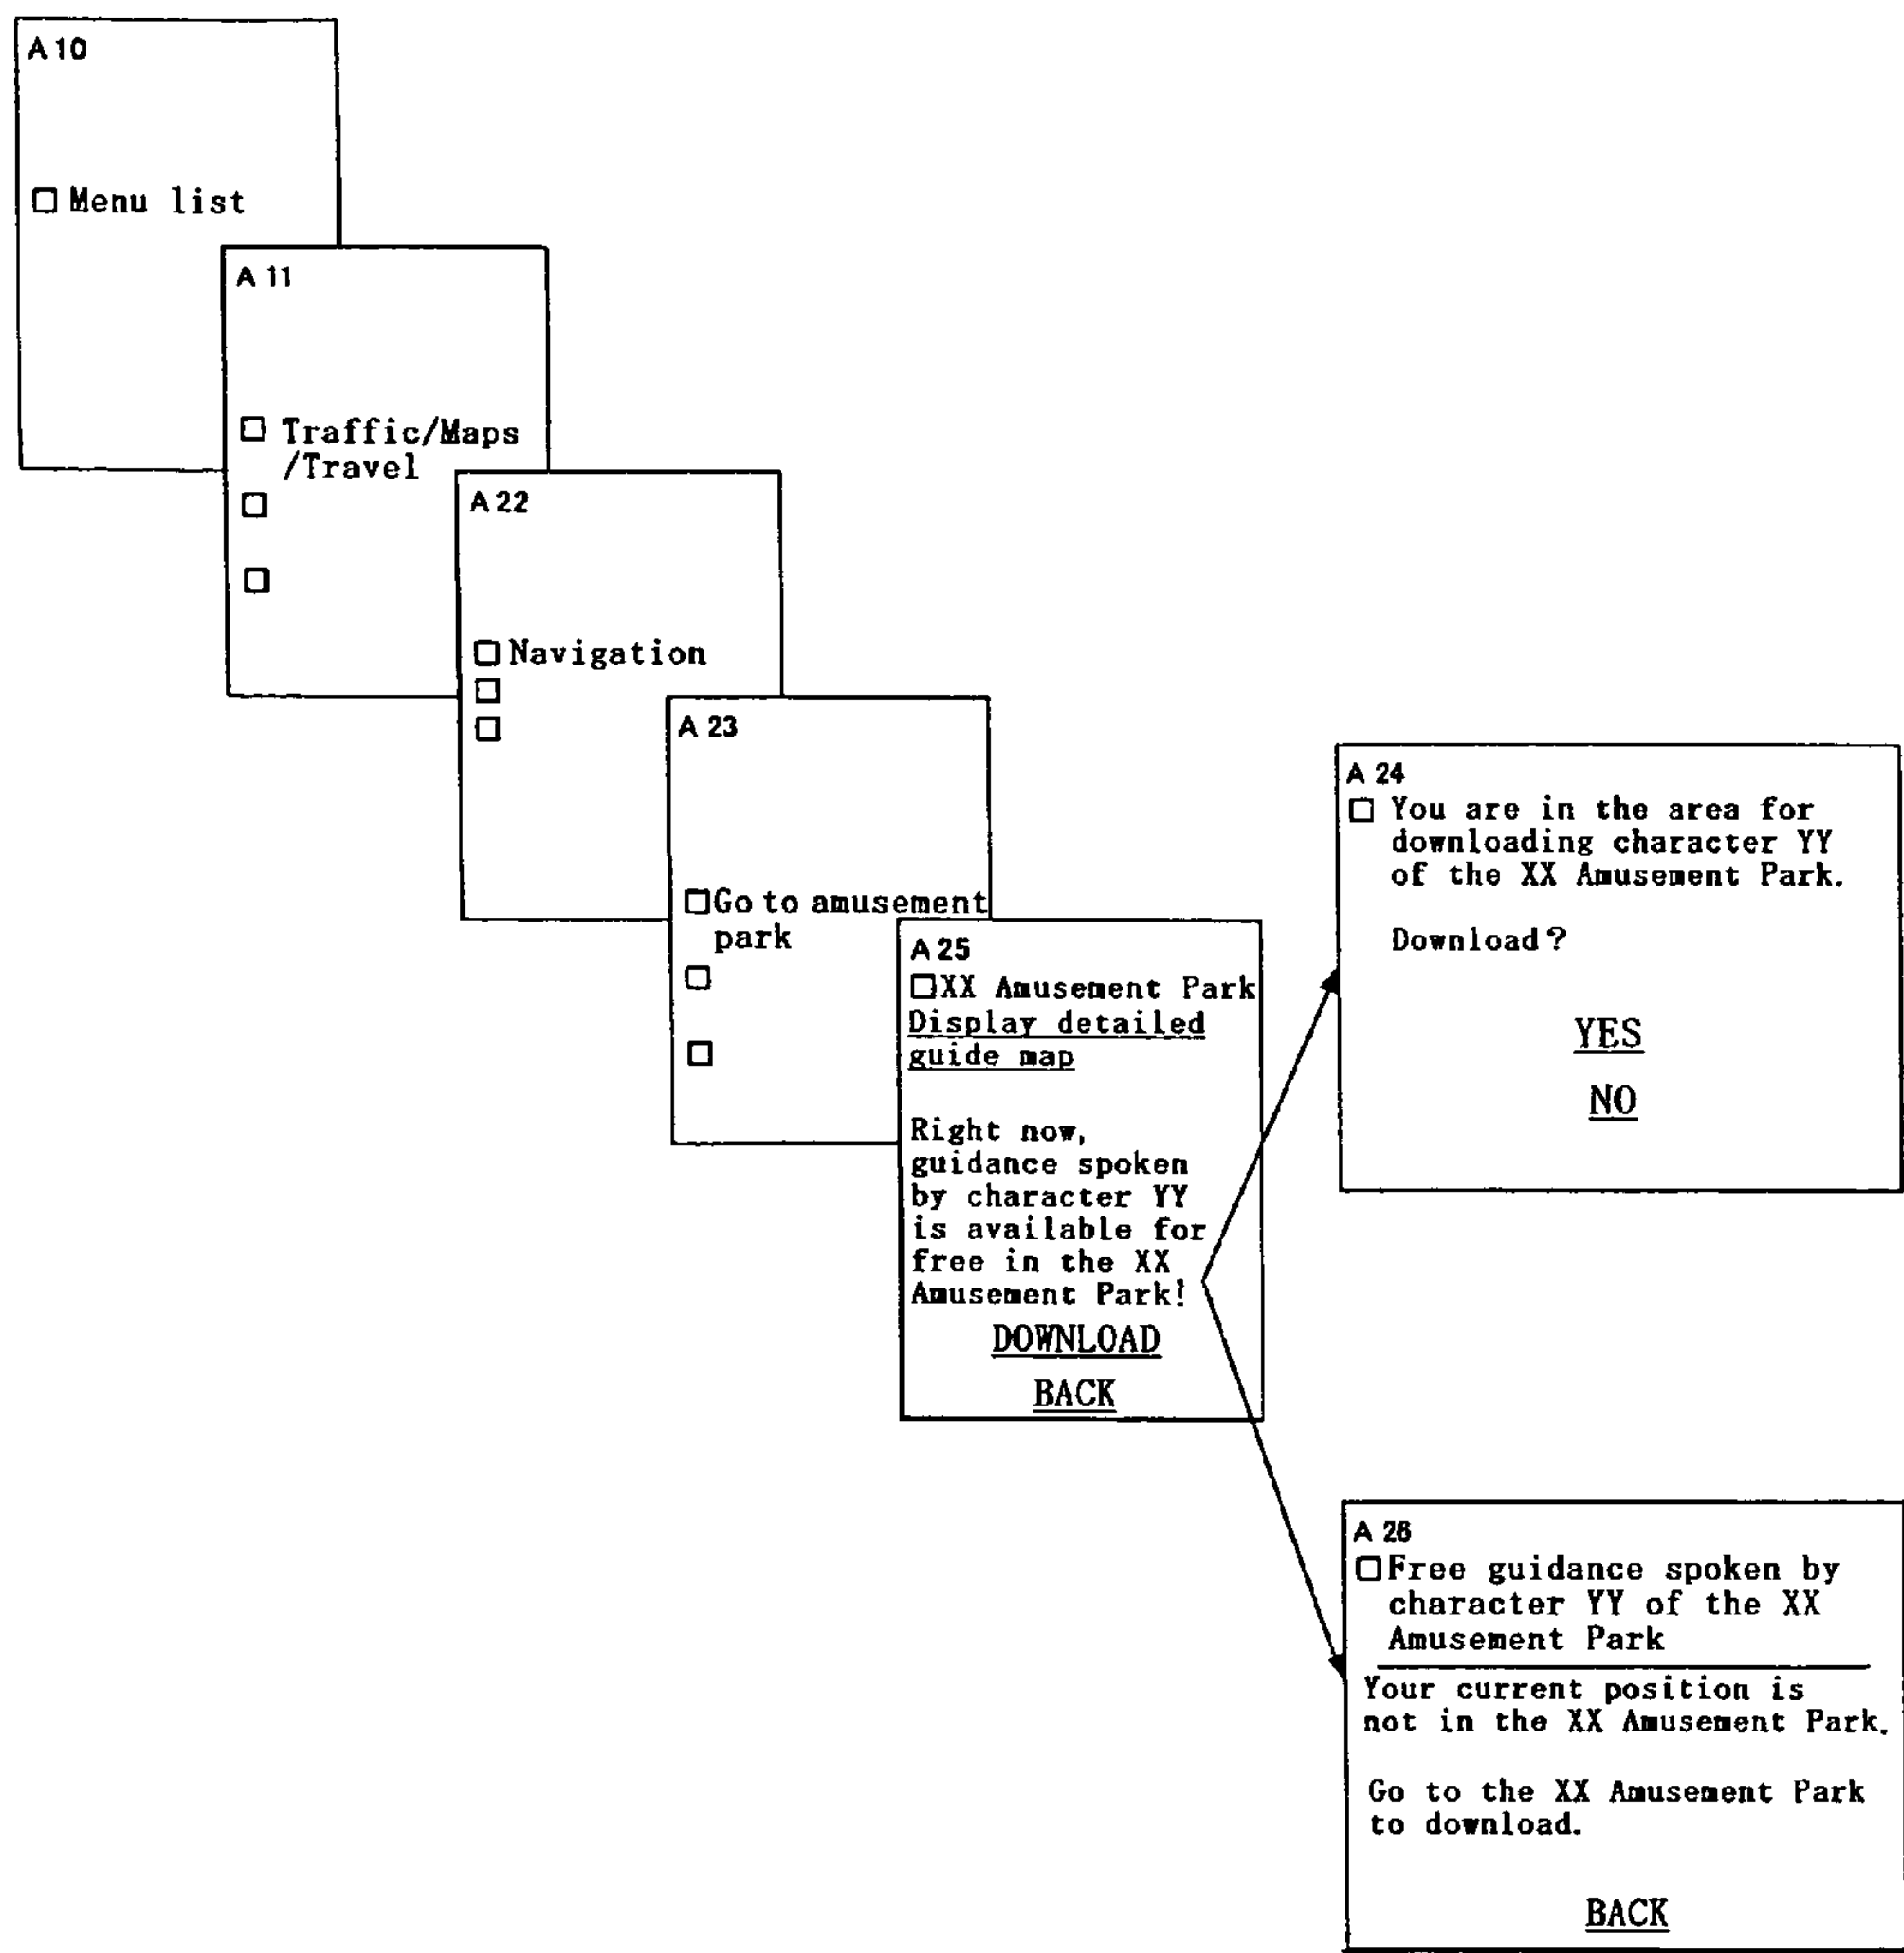 A 10
□ Menu list
A 11
□ Traffic/Maps
/Travel
□
□
A 22
□ Navigation
□
□
A 23
□ Go to amusement
park
□
□
A 25
□ XX Amusement Park
Display detailed
guide map
Right now,
guidance spoken
by character YY
is available for
free in the XX
Amusement Park!
DOWNLOAD
BACK
A 24
□ You are in the area for
downloading character YY
of the XX Amusement Park.
Download?
YES
NO
A 26
□ Free guidance spoken by
character YY of the XX
Amusement Park
Your current position is
not in the XX Amusement Park.
Go to the XX Amusement Park
to download.
BACK